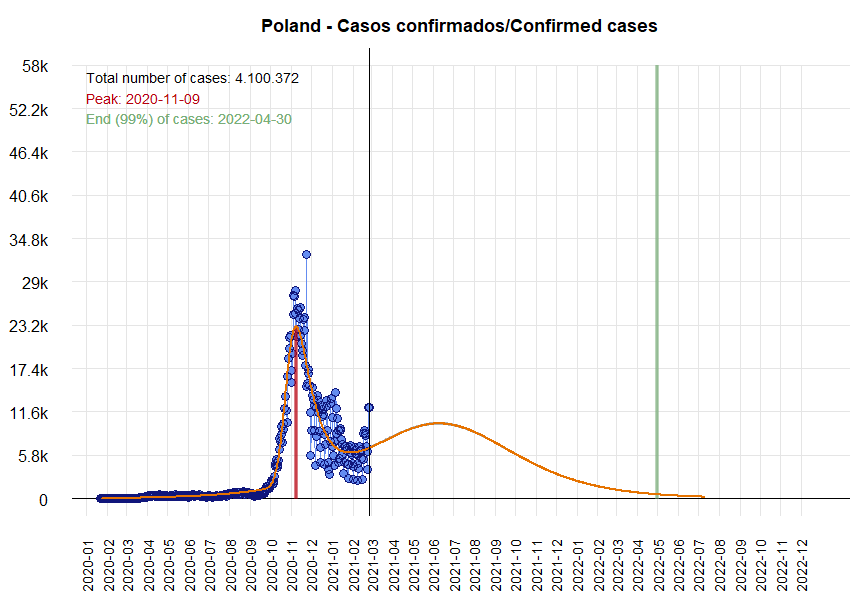 Poland - Casos confirmados/Confirmed cases
Total number of cases: 4.100.372
Peak: 2020-11-09
End (99%) of cases: 2022-04-30
58k
52.2k
46.4k
40.6k
34.8k
29k
23.2k
17.4k
11.6k
5.8k
0
2020-01
2020-02
2020-03
2020-04
2020-05
2020-06
2020-07
2020-08
2020-09
2020-10
2020-11
2020-12
2021-01
2021-02
2021-03
2021-04
2021-05
2021-06
2021-07
2021-08
2021-09
2021-10
2021-11
2021-12
2022-02
2022-02
2022-03
2022-04
2022-05
2022-06
2022-07
2022-08
2022-09
2022-10
2022-11
2022-12